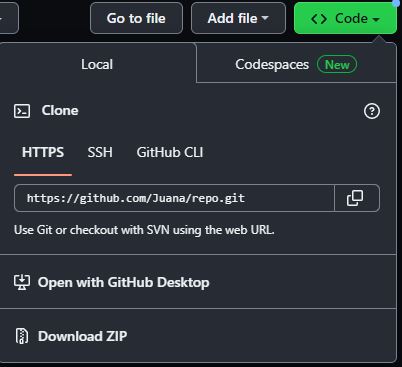 Go to file Add file Code
Local Codespaces New
Clone
HTTPS SSH GitHub CLI
https://github.com/Juana/repo.git
Use Git or checkout with SVN using the web URL.
Open with GitHub Desktop
Download ZIP